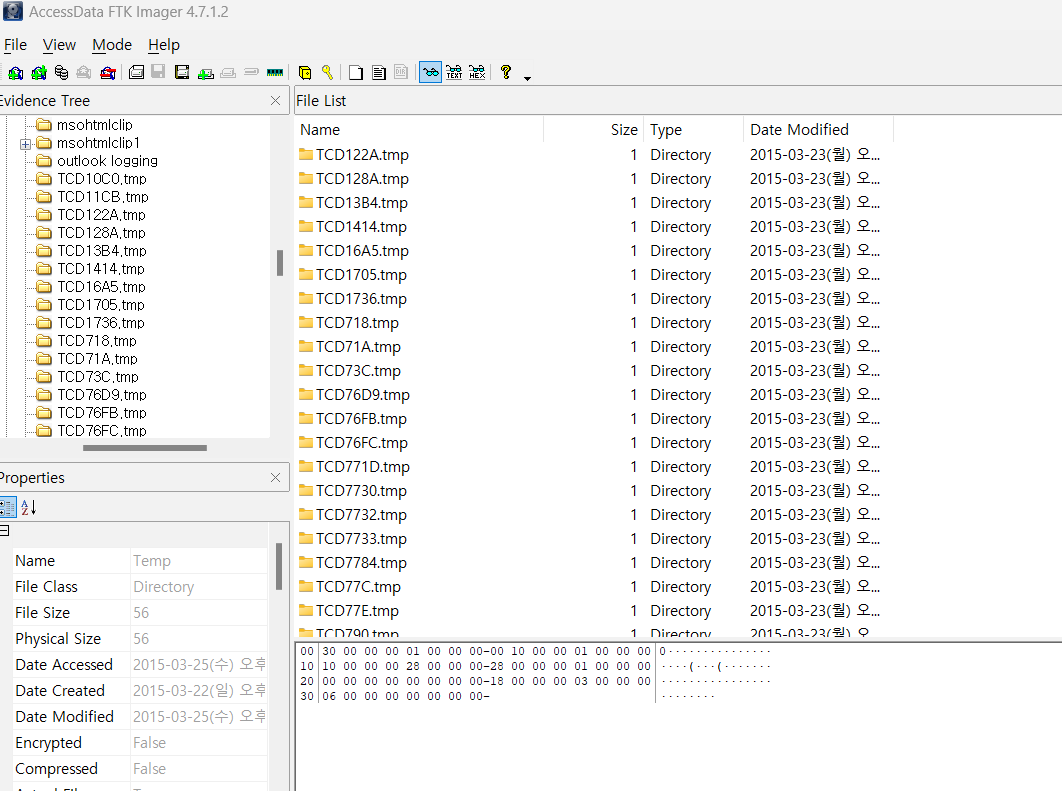 AccessData FTK Imager 4.7.1.2
File View Mode Help
Evidence Tree
msohtmlclip
msohtmlclip1
outlook logging
TCD10C0.tmp
TCD11CB.tmp
TCD122A.tmp
TCD128A.tmp
TCD13B4.tmp
TCD1414.tmp
TCD16A5.tmp
TCD1705.tmp
TCD1736.tmp
TCD718.tmp
TCD71A.tmp
TCD73C.tmp
TCD76D9.tmp
TCD76FB.tmp
TCD76FC.tmp
File List
Name Size Type Date Modified
TCD122A.tmp 1 Directory 2015-03-23(월) 오...
TCD128A.tmp 1 Directory 2015-03-23(월) 오...
TCD13B4.tmp 1 Directory 2015-03-23(월) 오...
TCD1414.tmp 1 Directory 2015-03-23(월) 오...
TCD16A5.tmp 1 Directory 2015-03-23(월) 오...
TCD1705.tmp 1 Directory 2015-03-23(월) 오...
TCD1736.tmp 1 Directory 2015-03-23(월) 오...
TCD718.tmp 1 Directory 2015-03-23(월) 오...
TCD71A.tmp 1 Directory 2015-03-23(월) 오...
TCD73C.tmp 1 Directory 2015-03-23(월) 오...
TCD76D9.tmp 1 Directory 2015-03-23(월) 오...
TCD76FB.tmp 1 Directory 2015-03-23(월) 오...
TCD76FC.tmp 1 Directory 2015-03-23(월) 오...
TCD771D.tmp 1 Directory 2015-03-23(월) 오...
TCD7730.tmp 1 Directory 2015-03-23(월) 오...
TCD7732.tmp 1 Directory 2015-03-23(월) 오...
TCD7733.tmp 1 Directory 2015-03-23(월) 오...
TCD7784.tmp 1 Directory 2015-03-23(월) 오...
TCD77C.tmp 1 Directory 2015-03-23(월) 오...
TCD77E.tmp 1 Directory 2015-03-23(월) 오...
TCD790.tmp 1 Directory 2015-03-23(월) 오
Properties
Name Temp
File Class Directory
File Size 56
Physical Size 56
Date Accessed 2015-03-25(수) 오후
Date Created 2015-03-22(일) 오후
Date Modified 2015-03-25(수) 오후
Encrypted False
Compressed False
00 30 00 00 00 01 00 00 00-00 10 00 00 01 00 00 00 0···············
10 10 00 00 00 28 00 00 00-28 00 00 00 01 00 00 00 ····(···(·······
20 00 00 00 00 00 00 00 00-18 00 00 00 03 00 00 00 ················
30 06 00 00 00 00 00 00 00- ········